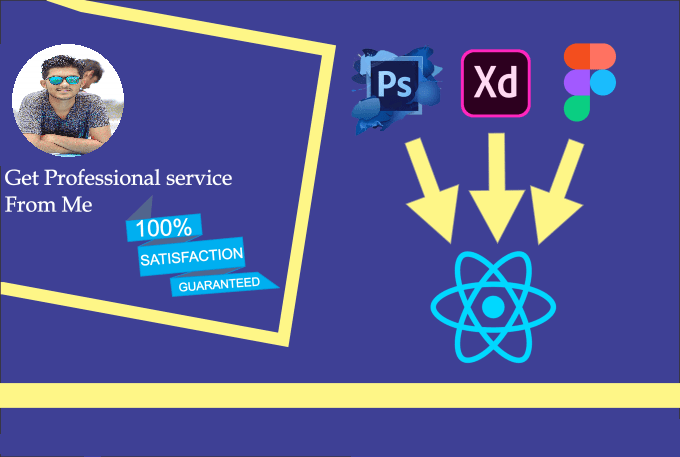 Get Professional service
From Me
100%
SATISFACTION
GUARANTEED
Ps
Xd